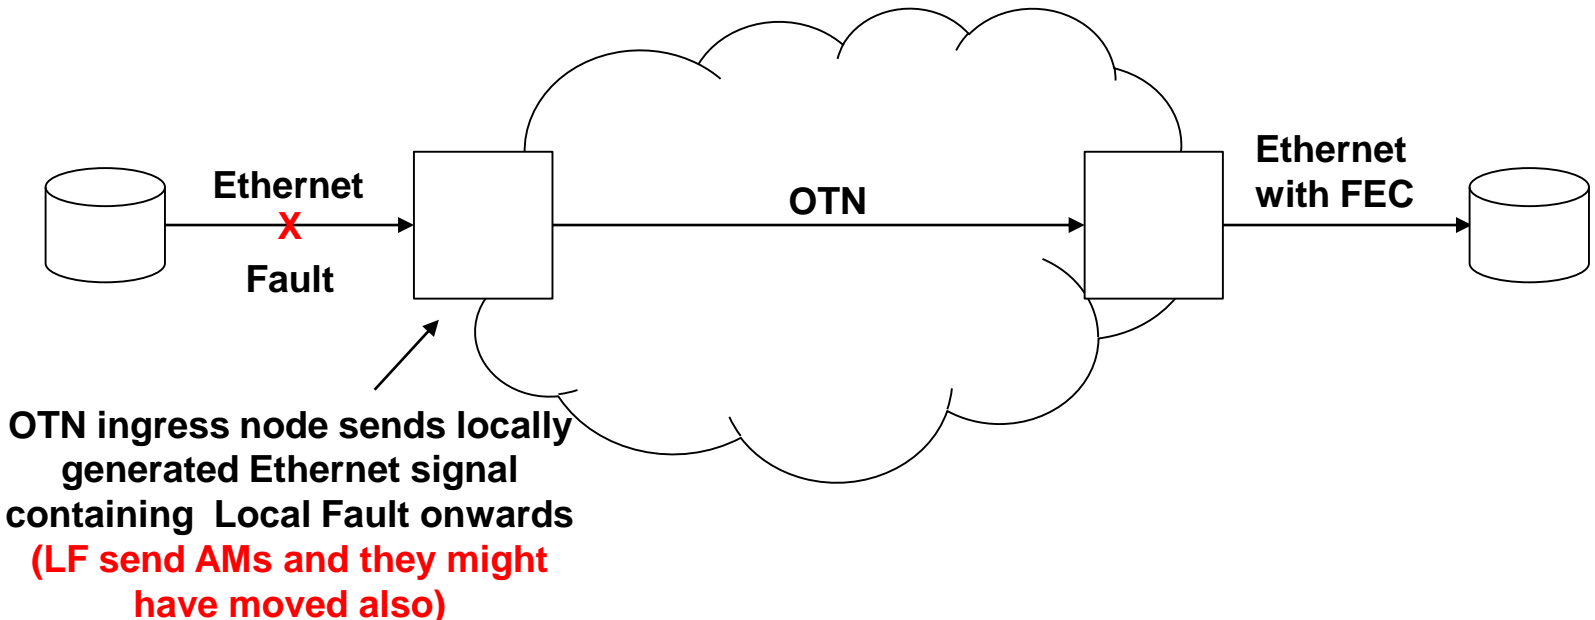 Ethernet
X
Fault
OTN
Ethernet
with FEC
OTN ingress node sends locally
generated Ethernet signal
containing Local Fault onwards
(LF send AMs and they might
have moved also)